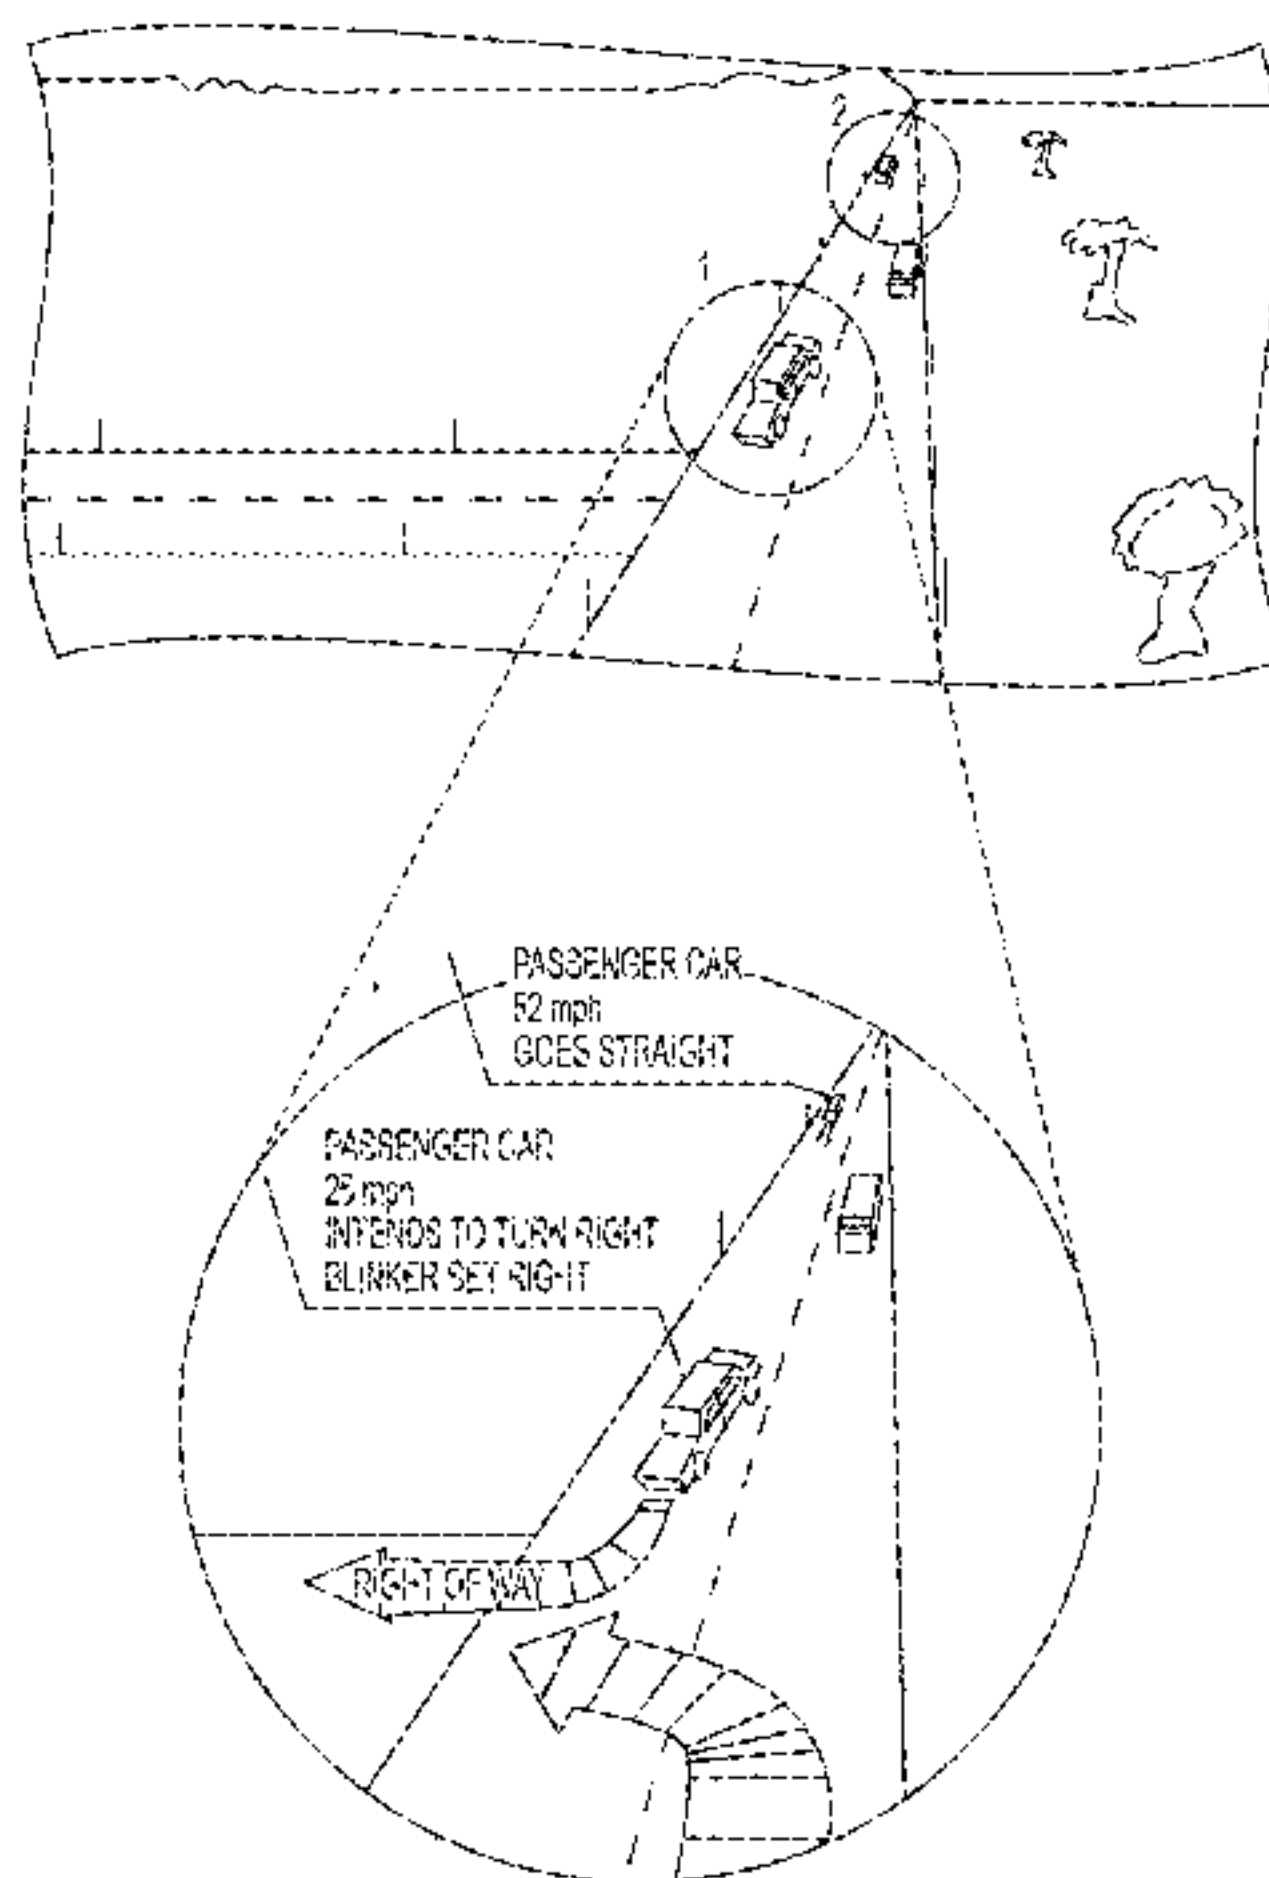 2
1
PASSENGER CAR
52 mph
GOES STRAIGHT
PASSENGER CAR
25 mph
INTENDS TO TURN RIGHT
BLINKER SET RIGHT
RIGHT OF WAY